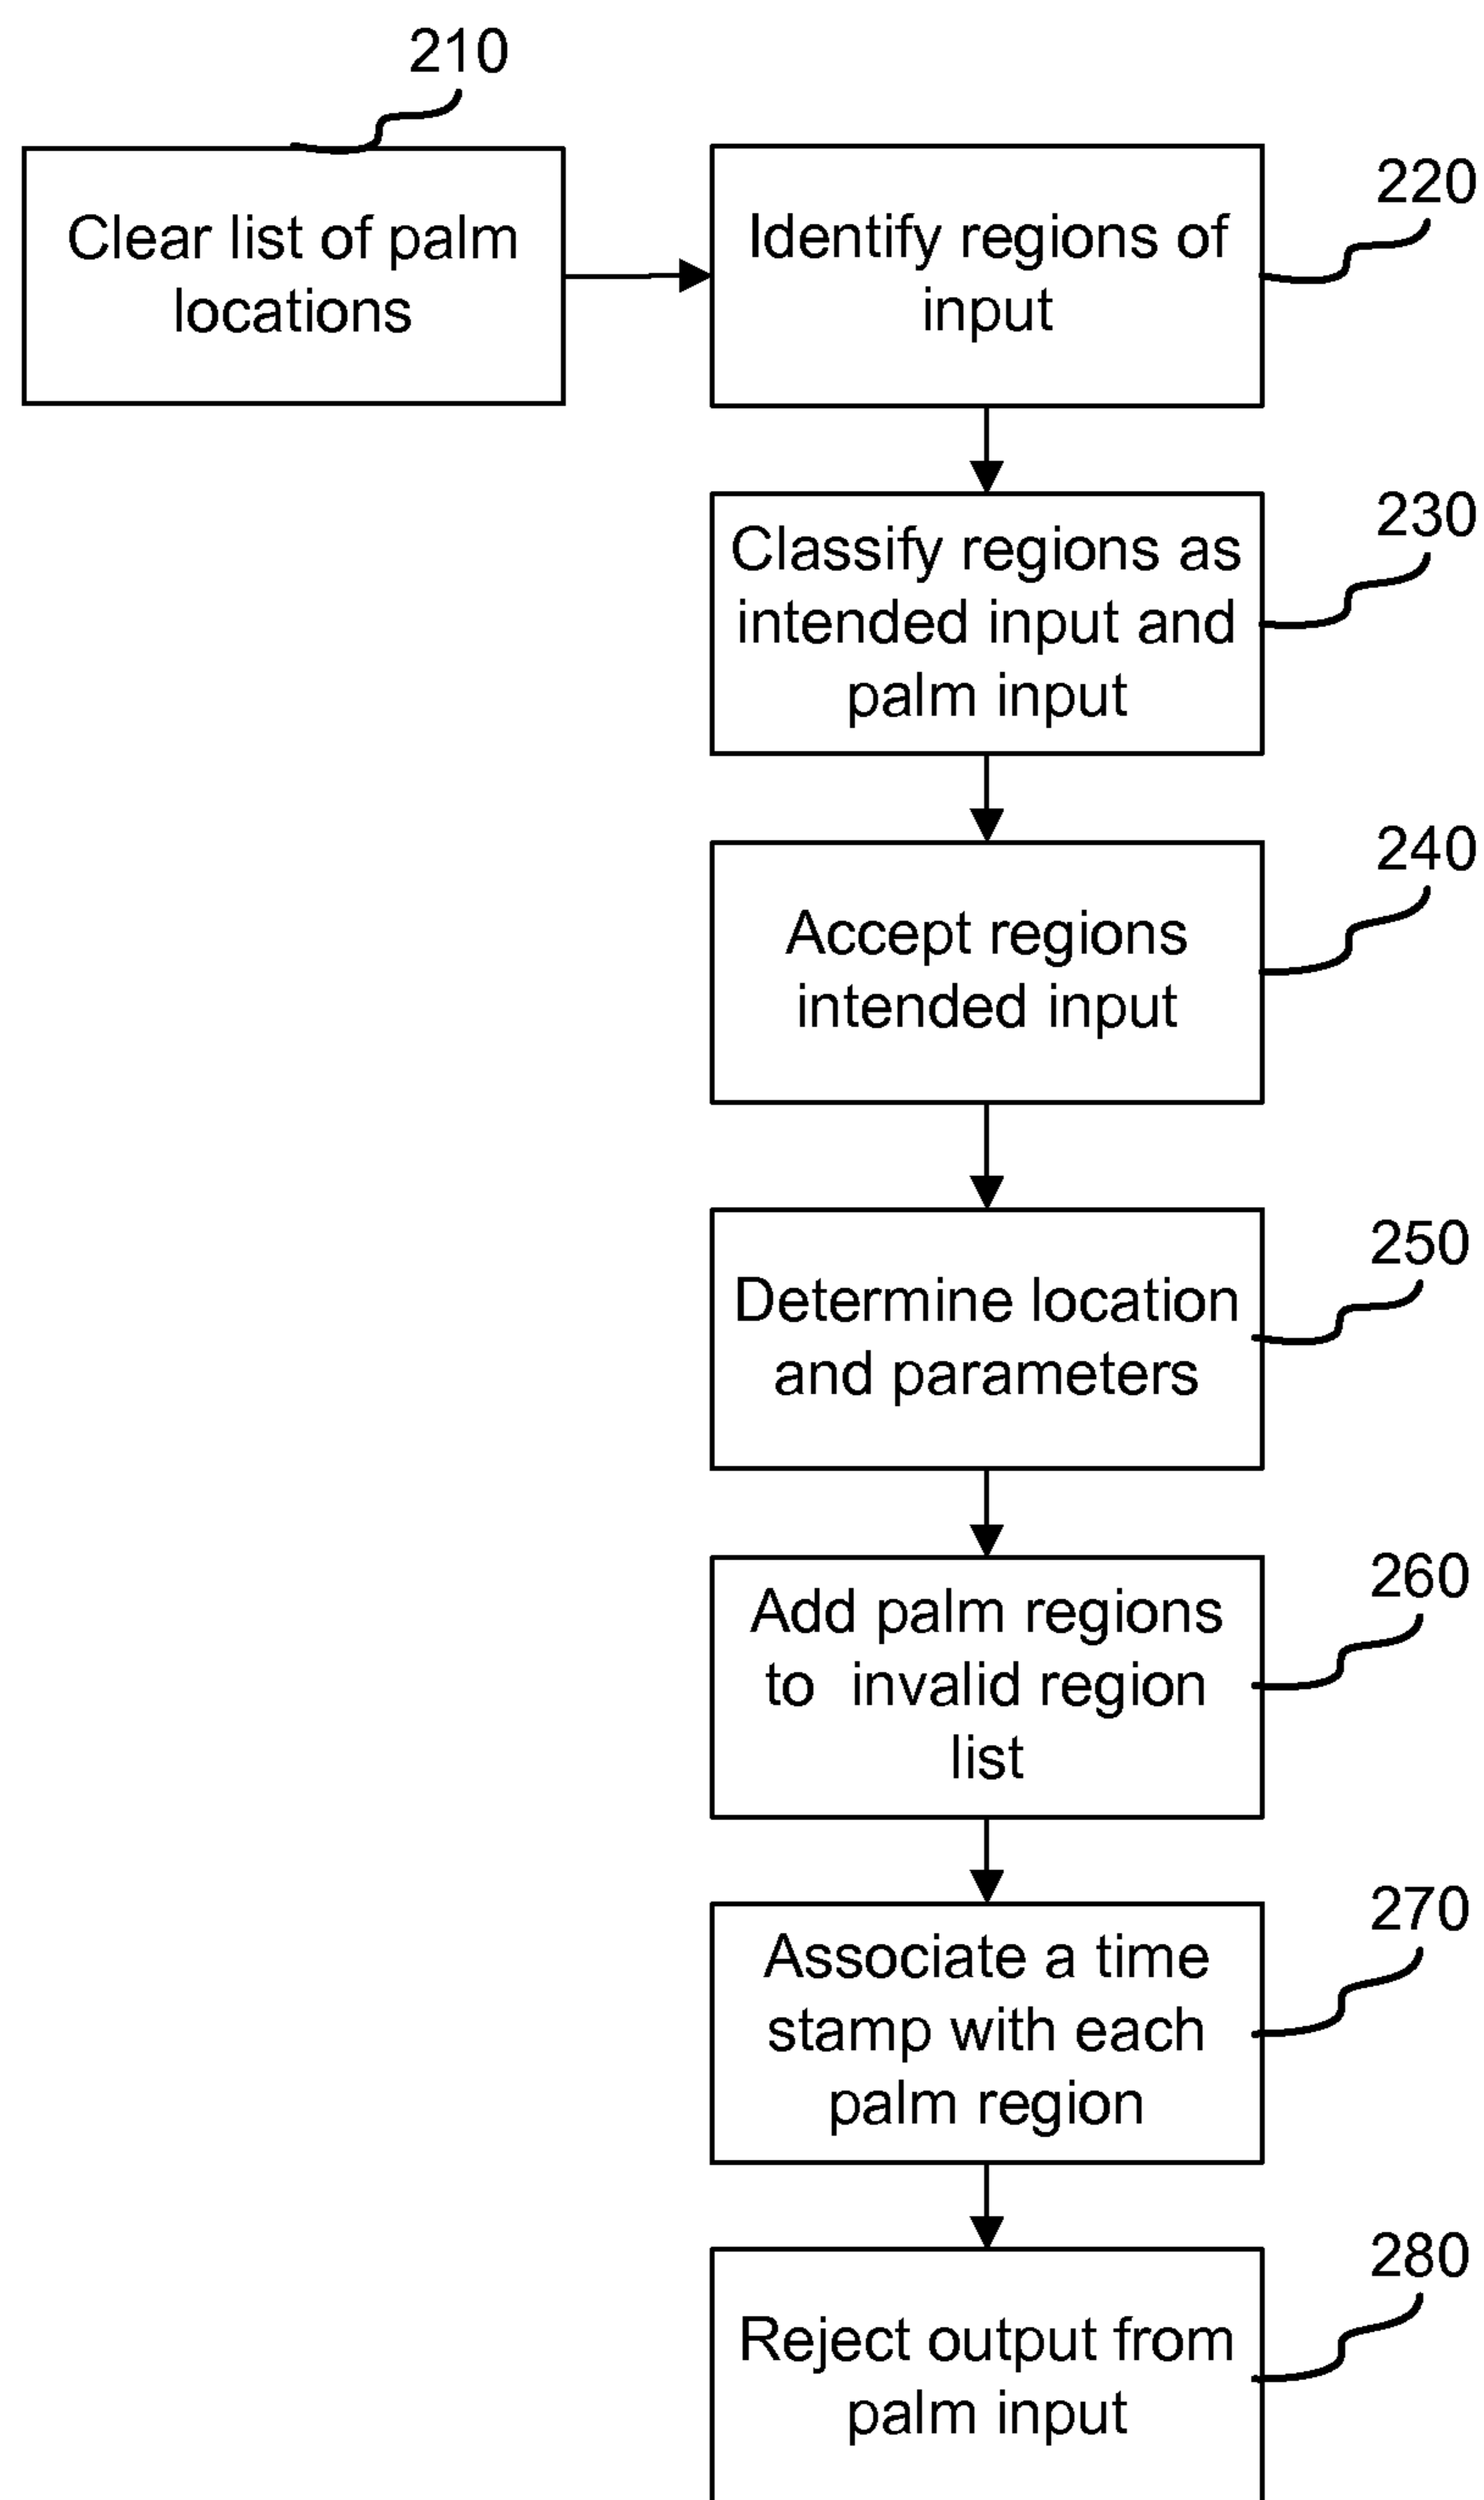 210
Clear list of palm
locations
220
Identify regions of
input
230
Classify regions as
intended input and
palm input
240
Accept regions
intended input
250
Determine location
and parameters
260
Add palm regions
to invalid region
list
270
Associate a time
stamp with each
palm region
280
Reject output from
palm input